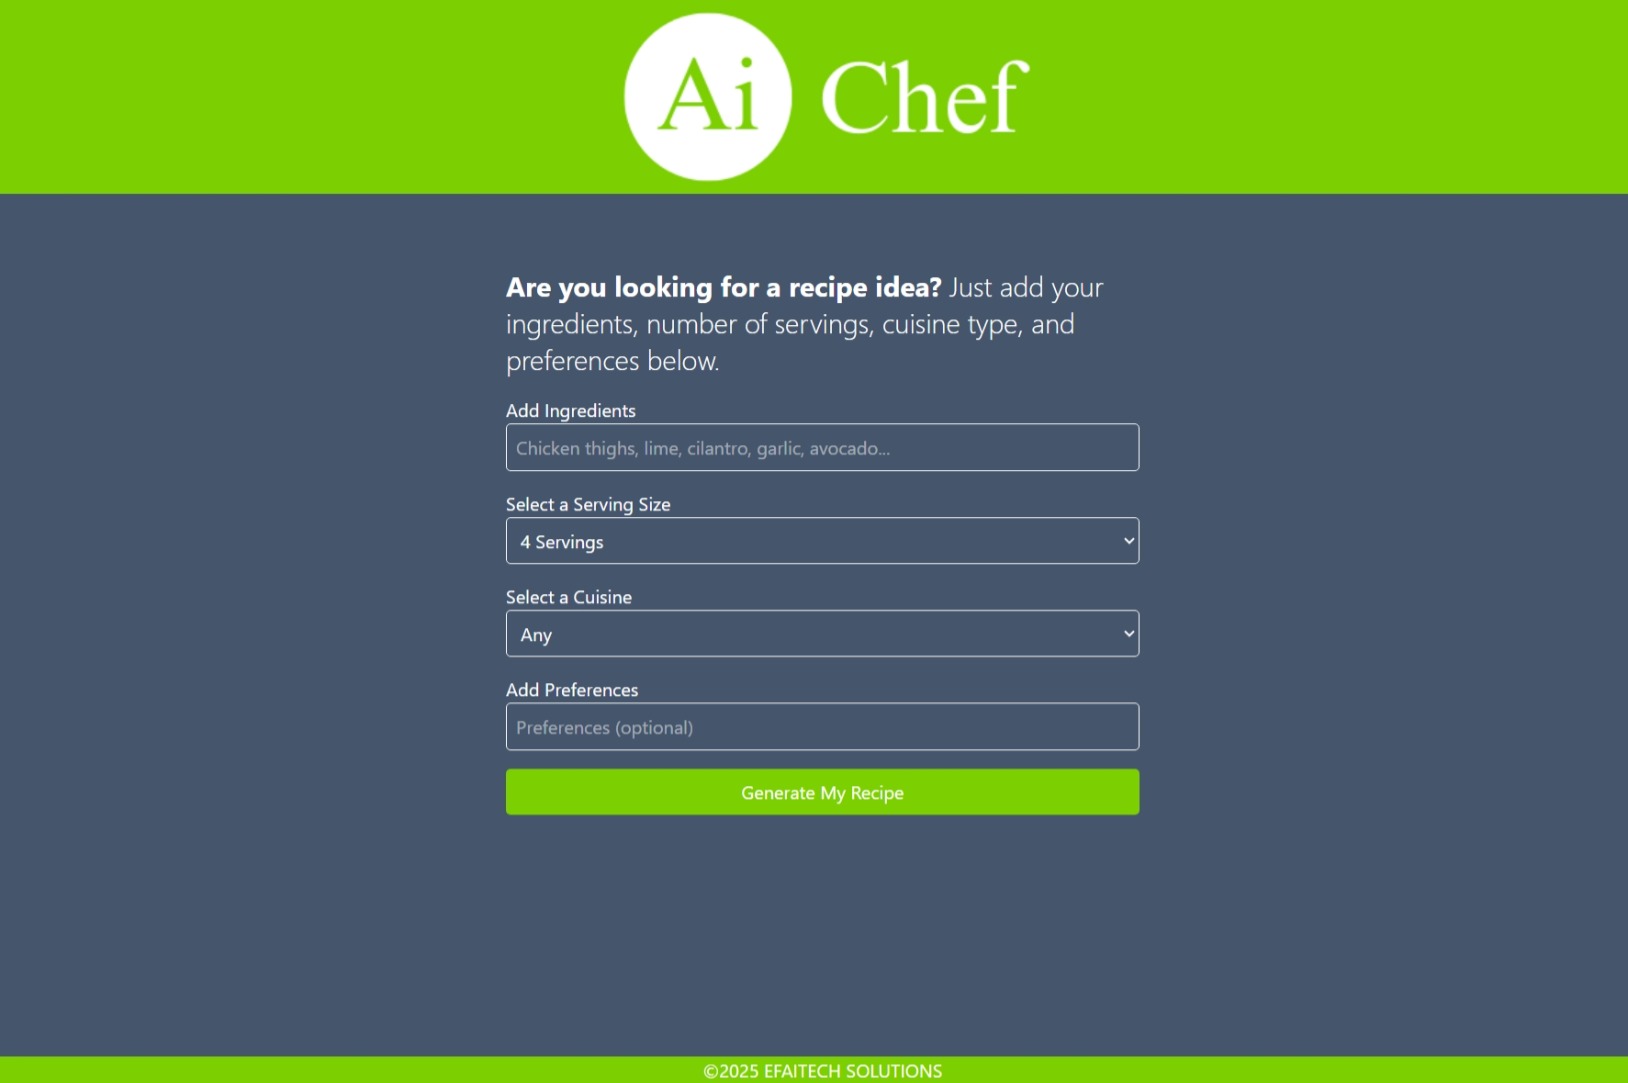 Ai Chef
Are you looking for a recipe idea? Just add your
ingredients, number of servings, cuisine type, and
preferences below.
Add Ingredients
Chicken thighs, lime, cilantro, garlic, avocado...
Select a Serving Size
4 Servings
Select a Cuisine
Any
Add Preferences
Preferences (optional)
Generate My Recipe
©2025 EFAITECH SOLUTIONS